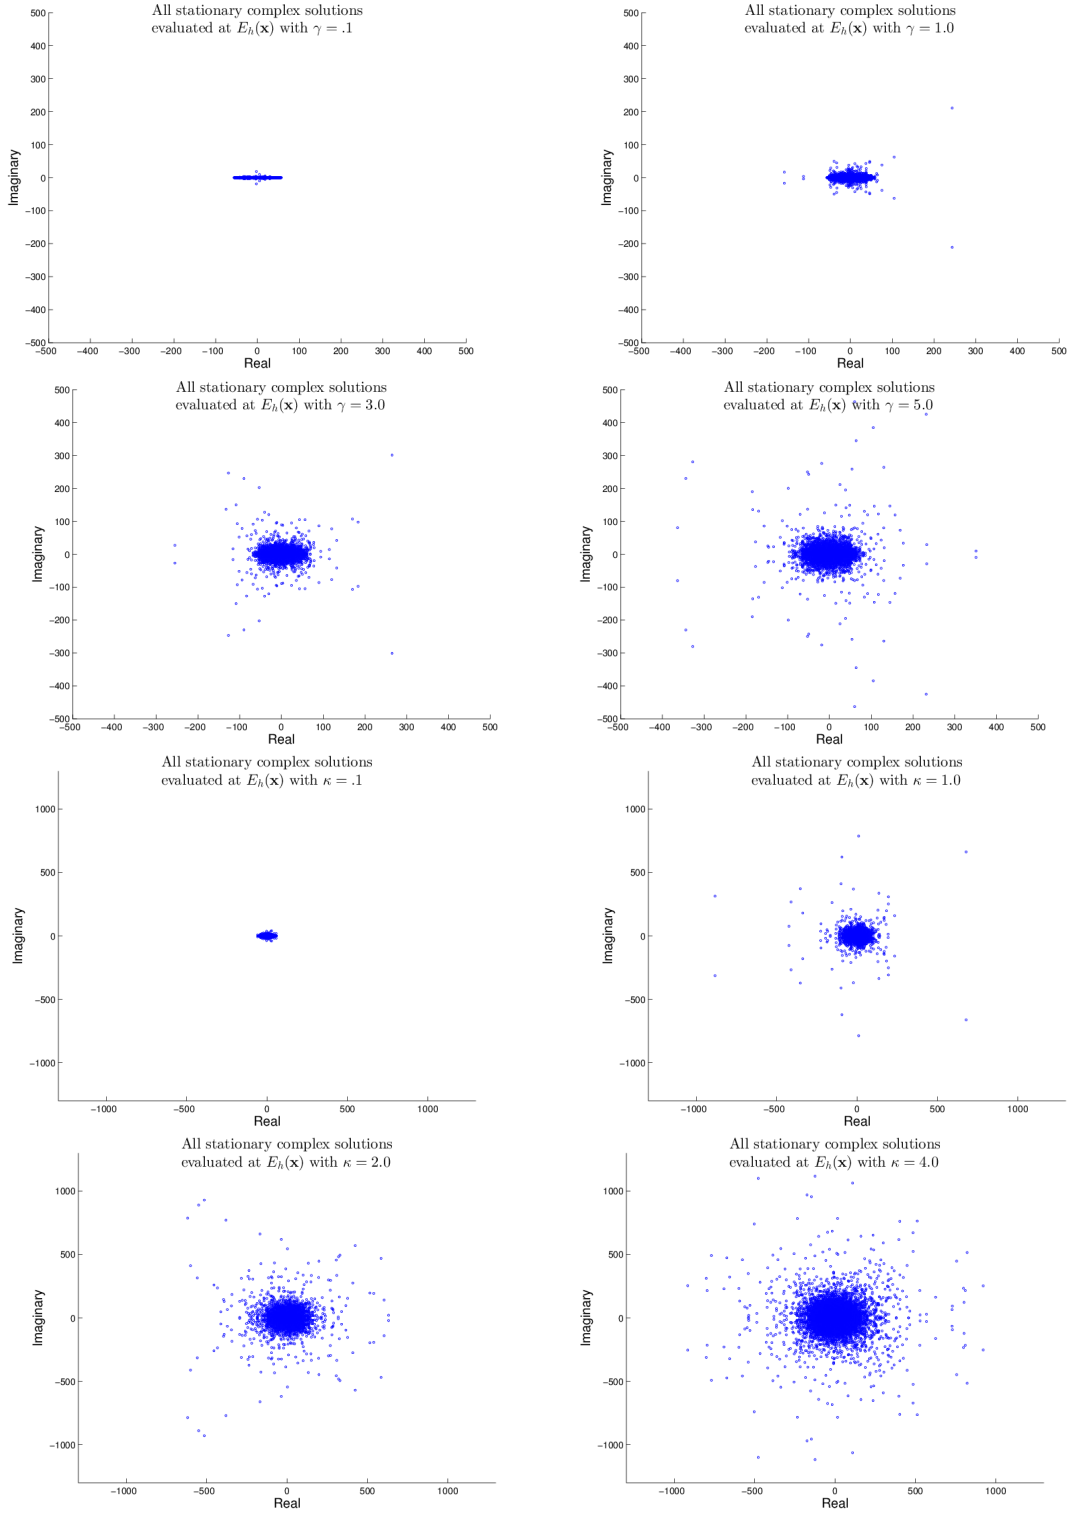 All stationary complex solutions
evaluated at E_h(x) with γ = .1
500
400
300
200
100
0
−100
−200
−300
−400
−500
Imaginary
−500 −400 −300 −200 −100 0 100 200 300 400 500
Real
All stationary complex solutions
evaluated at E_h(x) with γ = 1.0
500
400
300
200
100
0
−100
−200
−300
−400
−500
Imaginary
−500 −400 −300 −200 −100 0 100 200 300 400 500
Real
All stationary complex solutions
evaluated at E_h(x) with γ = 3.0
500
400
300
200
100
0
−100
−200
−300
−400
−500
Imaginary
−500 −400 −300 −200 −100 0 100 200 300 400 500
Real
All stationary complex solutions
evaluated at E_h(x) with γ = 5.0
500
400
300
200
100
0
−100
−200
−300
−400
−500
Imaginary
−500 −400 −300 −200 −100 0 100 200 300 400 500
Real
All stationary complex solutions
evaluated at E_h(x) with κ = .1
1000
500
0
−500
−1000
Imaginary
−1000 −500 0 500 1000
Real
All stationary complex solutions
evaluated at E_h(x) with κ = 1.0
1000
500
0
−500
−1000
Imaginary
−1000 −500 0 500 1000
Real
All stationary complex solutions
evaluated at E_h(x) with κ = 2.0
1000
500
0
−500
−1000
Imaginary
−1000 −500 0 500 1000
Real
All stationary complex solutions
evaluated at E_h(x) with κ = 4.0
1000
500
0
−500
−1000
Imaginary
−1000 −500 0 500 1000
Real